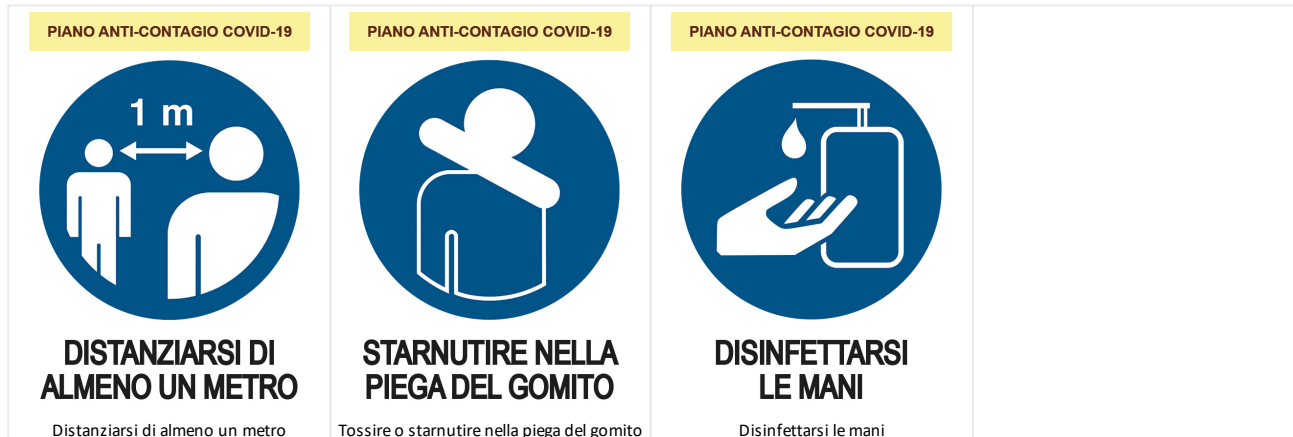 PIANO ANTI-CONTAGIO COVID-19
1 m
DISTANZIARSI DI
ALMENO UN METRO
Distanziarsi di almeno un metro
PIANO ANTI-CONTAGIO COVID-19
STARNUTIRE NELLA
PIEGA DEL GOMITO
Tossire o starnutire nella piega del gomito
PIANO ANTI-CONTAGIO COVID-19
DISINFETTARSI
LE MANI
Disinfettarsi le mani